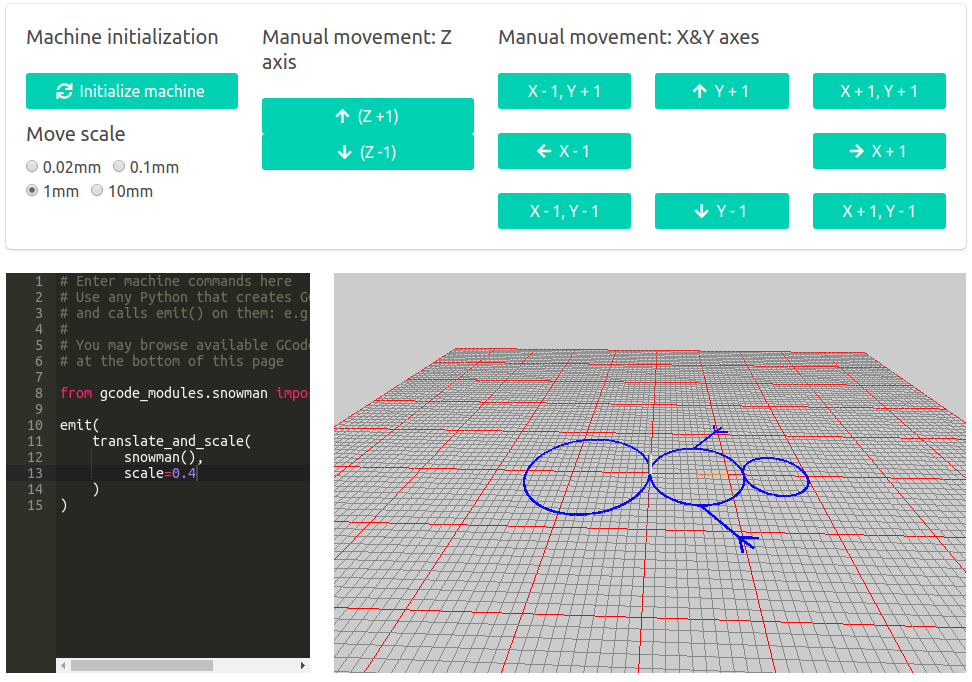 Machine initialization
Initialize machine
Move scale
0.02mm 0.1mm
1mm 10mm
Manual movement: Z
axis
(Z +1)
(Z -1)
Manual movement: X&Y axes
X - 1, Y + 1
Y + 1
X + 1, Y + 1
X - 1
X + 1
X - 1, Y - 1
Y - 1
X + 1, Y - 1
1 # Enter machine commands here
2 # Use any Python that creates GC
3 # and calls emit() on them: e.g
4 #
5 # You may browse available GCode
6 # at the bottom of this page
7
8 from gcode_modules.snowman impo
9
10 emit(
11     translate_and_scale(
12         snowman(),
13         scale=0.4
14     )
15 )